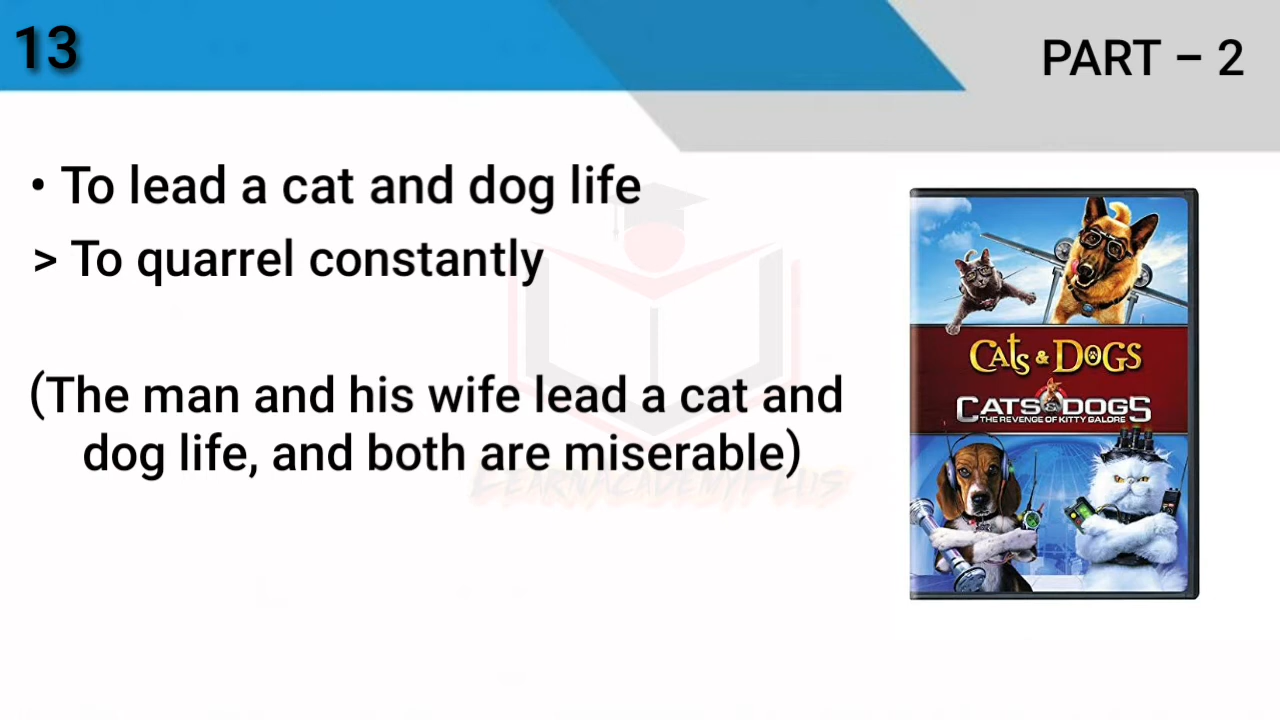 13
PART – 2
• To lead a cat and dog life
> To quarrel constantly
(The man and his wife lead a cat and
dog life, and both are miserable)
LearnAcademyPlus
CATS & DOGS
CATS & DOGS
THE REVENGE OF KITTY GALORE